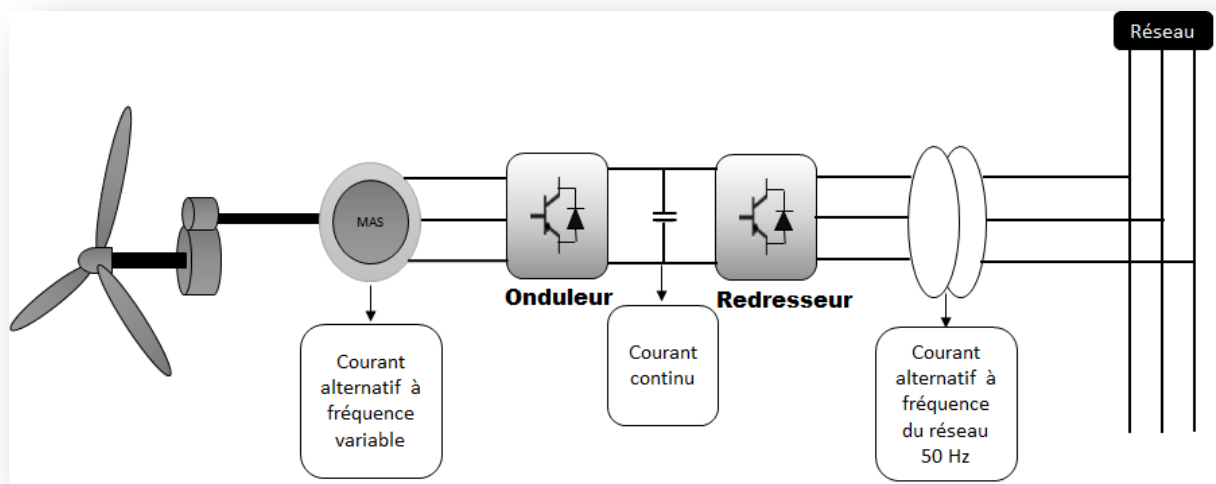 Réseau
MAS
Onduleur
Redresseur
Courant
alternatif à
fréquence
variable
Courant
continu
Courant
alternatif à
fréquence
du réseau
50 Hz